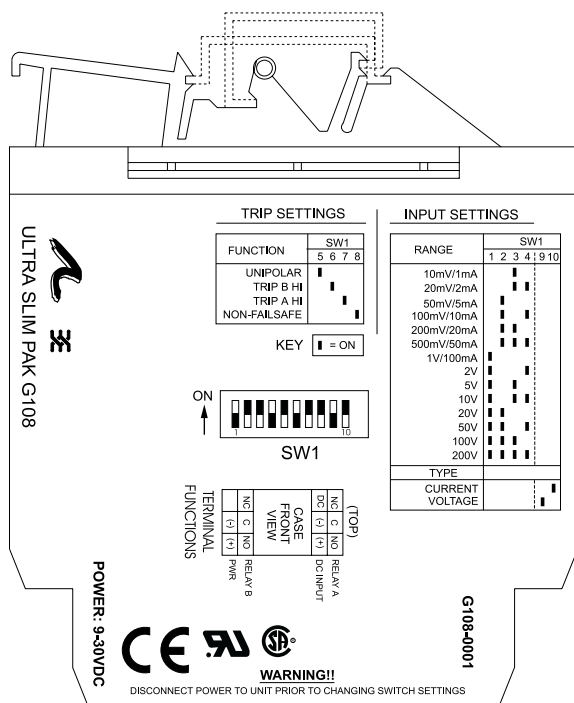 TRIP SETTINGS
FUNCTION
SW1
5 6 7 8
UNIPOLAR
TRIP B HI
TRIP A HI
NON-FAILSAFE
KEY = ON
INPUT SETTINGS
RANGE
SW1
1 2 3 4 9 10
10mV/1mA
20mV/2mA
50mV/5mA
100mV/10mA
200mV/20mA
500mV/50mA
1V/100mA
2V
5V
10V
20V
50V
100V
200V
TYPE
CURRENT
VOLTAGE
ULTRA SLIM PAK G108
ON
1 10
SW1
(TOP)
RELAY A
NC C NO
DC INPUT
DC (-) (+)
CASE
FRONT
VIEW
NC C NO
RELAY B
(-) (+)
PWR
TERMINAL
FUNCTIONS
POWER: 9-30VDC
G108-0001
CE
SA
WARNING!!
DISCONNECT POWER TO UNIT PRIOR TO CHANGING SWITCH SETTINGS